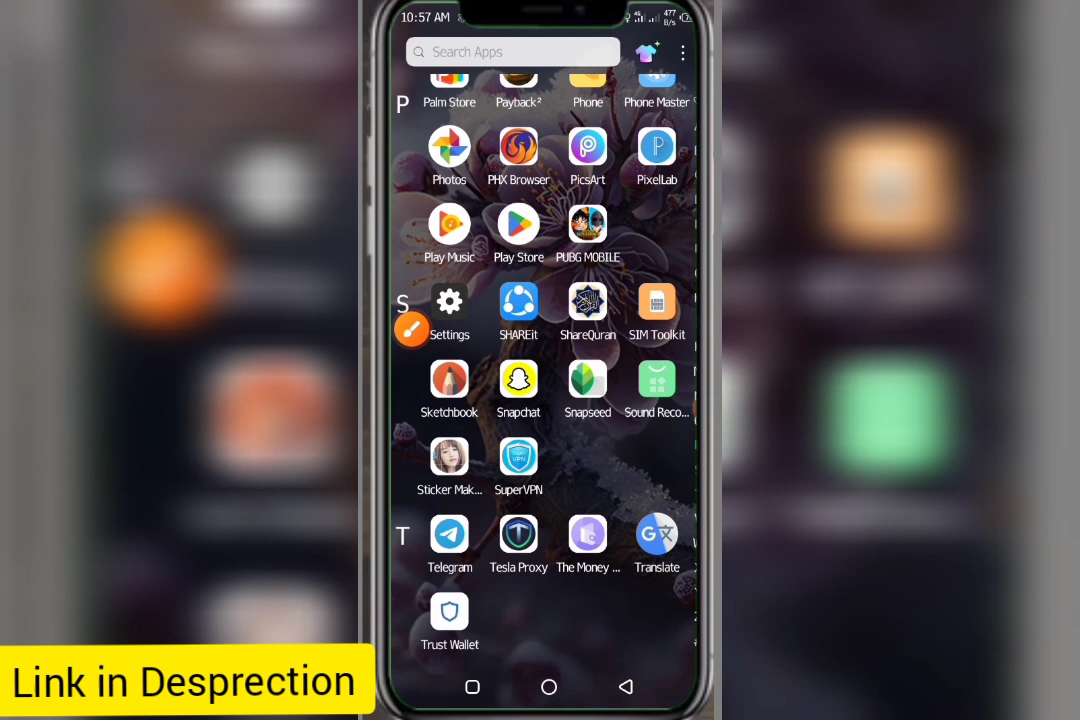 10:57 AM
4G
477
B/s
Search Apps
P
Palm Store Payback² Phone Phone Master
Photos PHX Browser PicsArt PixelLab
Play Music Play Store PUBG MOBILE
S
Settings SHAREit ShareQuran SIM Toolkit
Sketchbook Snapchat Snapseed Sound Reco...
Sticker Mak... SuperVPN
T
Telegram Tesla Proxy The Money ... Translate
Trust Wallet
Link in Desprection